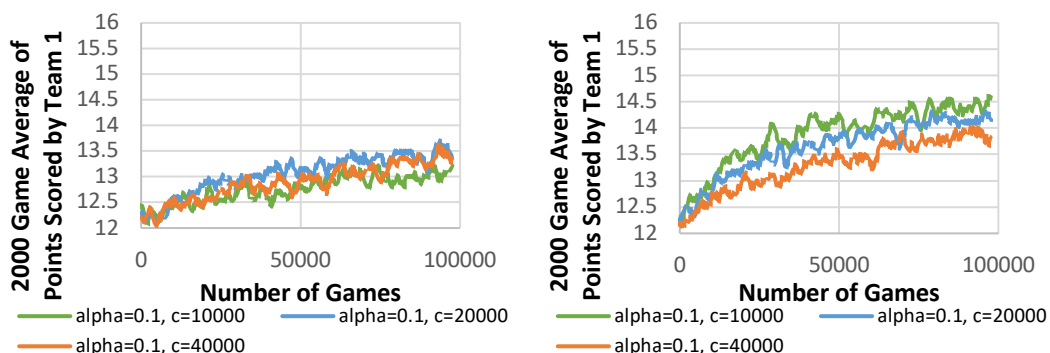 2000 Game Average of
Points Scored by Team 1
16
15.5
15
14.5
14
13.5
13
12.5
12
0
50000
100000
Number of Games
alpha=0.1, c=10000
alpha=0.1, c=20000
alpha=0.1, c=40000
2000 Game Average of
Points Scored by Team 1
16
15.5
15
14.5
14
13.5
13
12.5
12
0
50000
100000
Number of Games
alpha=0.1, c=10000
alpha=0.1, c=20000
alpha=0.1, c=40000